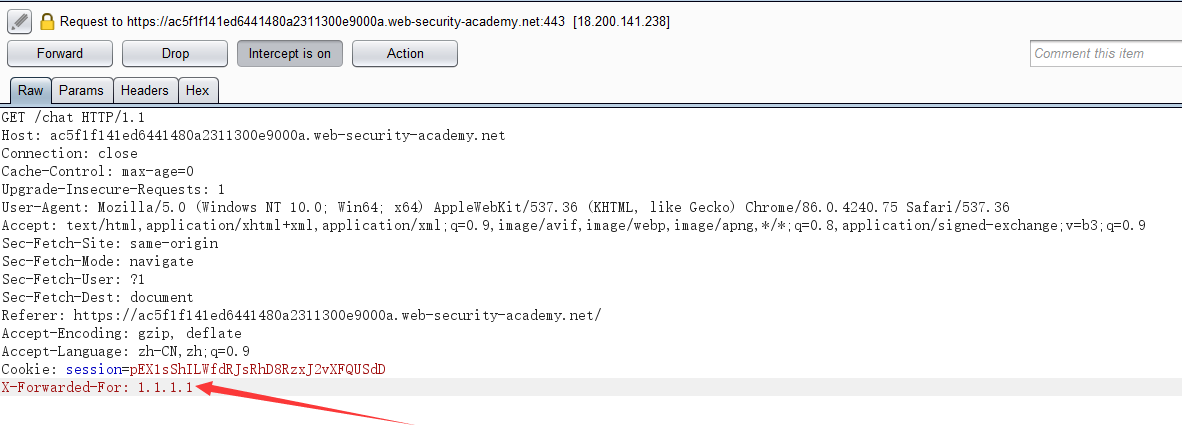 Request to https://ac5f1f141ed6441480a2311300e9000a.web-security-academy.net:443 [18.200.141.238]
Forward Drop Intercept is on Action Comment this item
Raw Params Headers Hex
GET /chat HTTP/1.1
Host: ac5f1f141ed6441480a2311300e9000a.web-security-academy.net
Connection: close
Cache-Control: max-age=0
Upgrade-Insecure-Requests: 1
User-Agent: Mozilla/5.0 (Windows NT 10.0; Win64; x64) AppleWebKit/537.36 (KHTML, like Gecko) Chrome/86.0.4240.75 Safari/537.36
Accept: text/html,application/xhtml+xml,application/xml;q=0.9,image/avif,image/webp,image/apng,*/*;q=0.8,application/signed-exchange;v=b3;q=0.9
Sec-Fetch-Site: same-origin
Sec-Fetch-Mode: navigate
Sec-Fetch-User: ?1
Sec-Fetch-Dest: document
Referer: https://ac5f1f141ed6441480a2311300e9000a.web-security-academy.net/
Accept-Encoding: gzip, deflate
Accept-Language: zh-CN,zh;q=0.9
Cookie: session=pEX1sShILWfdRJsRhD8RzxJ2vXFQUSdD
X-Forwarded-For: 1.1.1.1